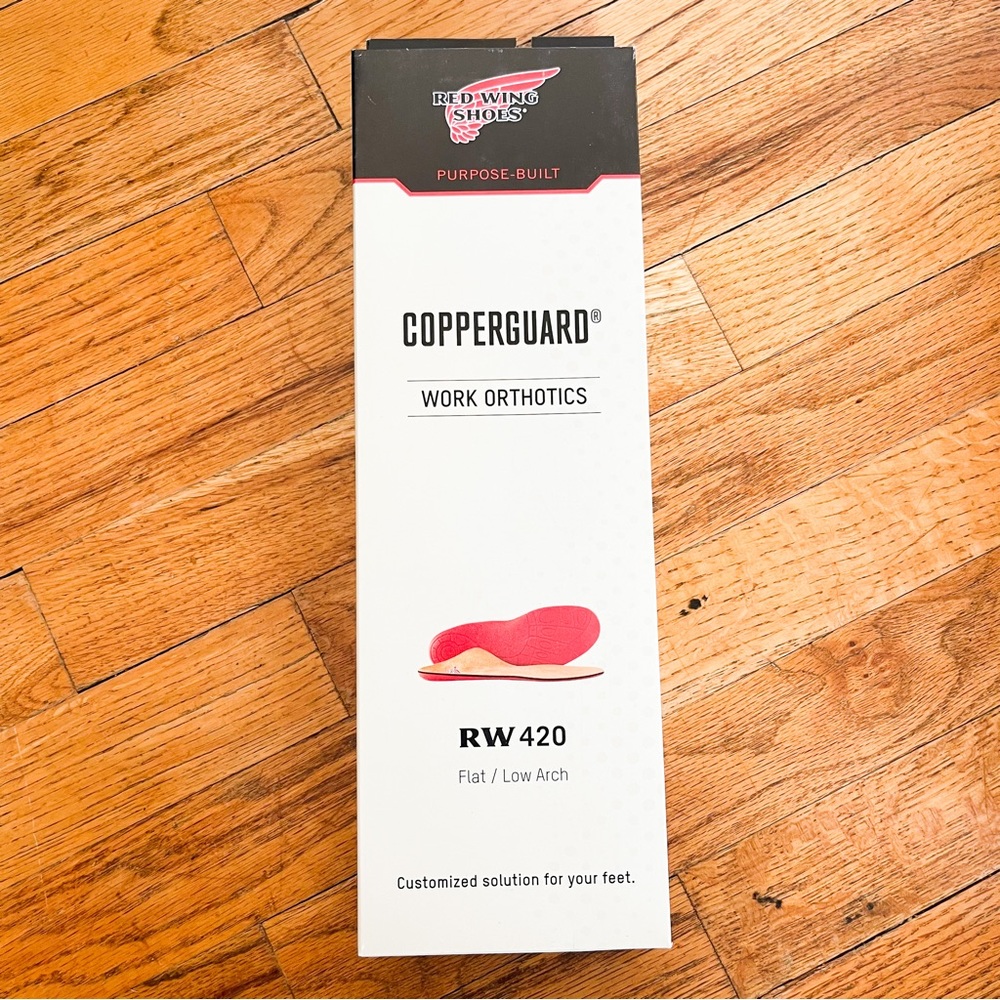 RED WING
SHOES®
PURPOSE-BUILT
COPPERGUARD®
WORK ORTHOTICS
RW 420
Flat / Low Arch
Customized solution for your feet.